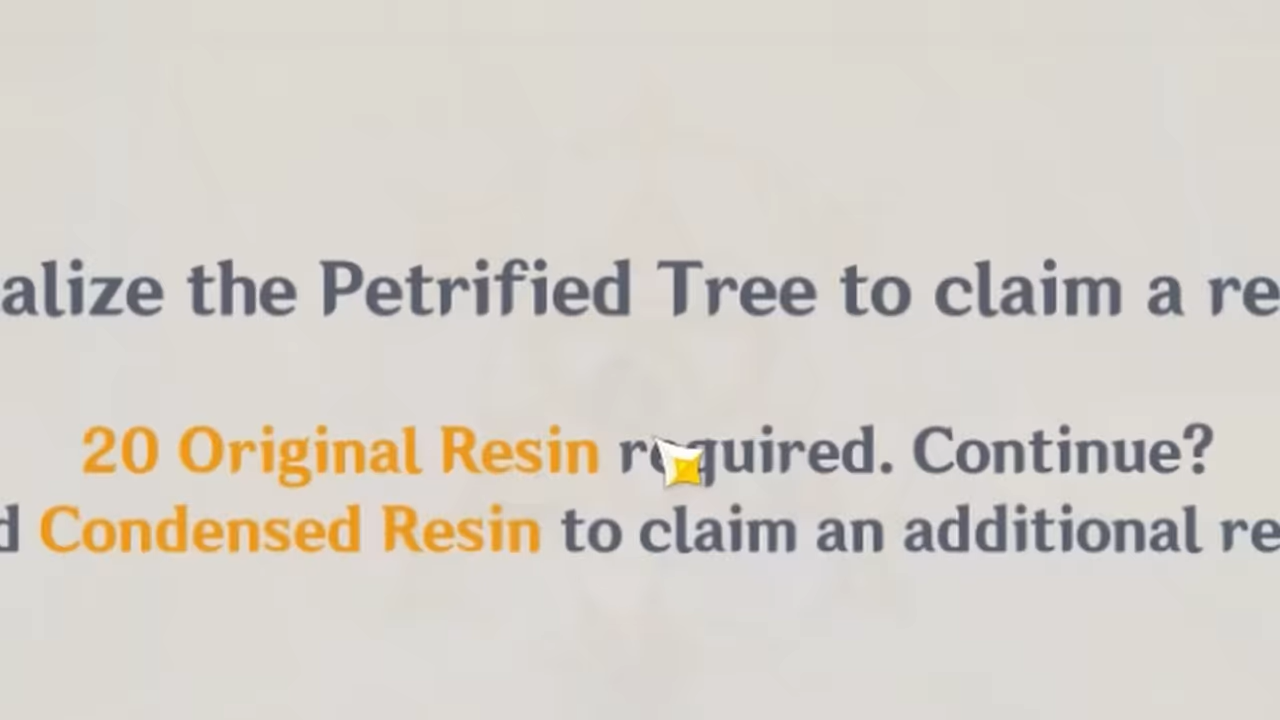 alize the Petrified Tree to claim a re
20 Original Resin required. Continue?
d Condensed Resin to claim an additional re